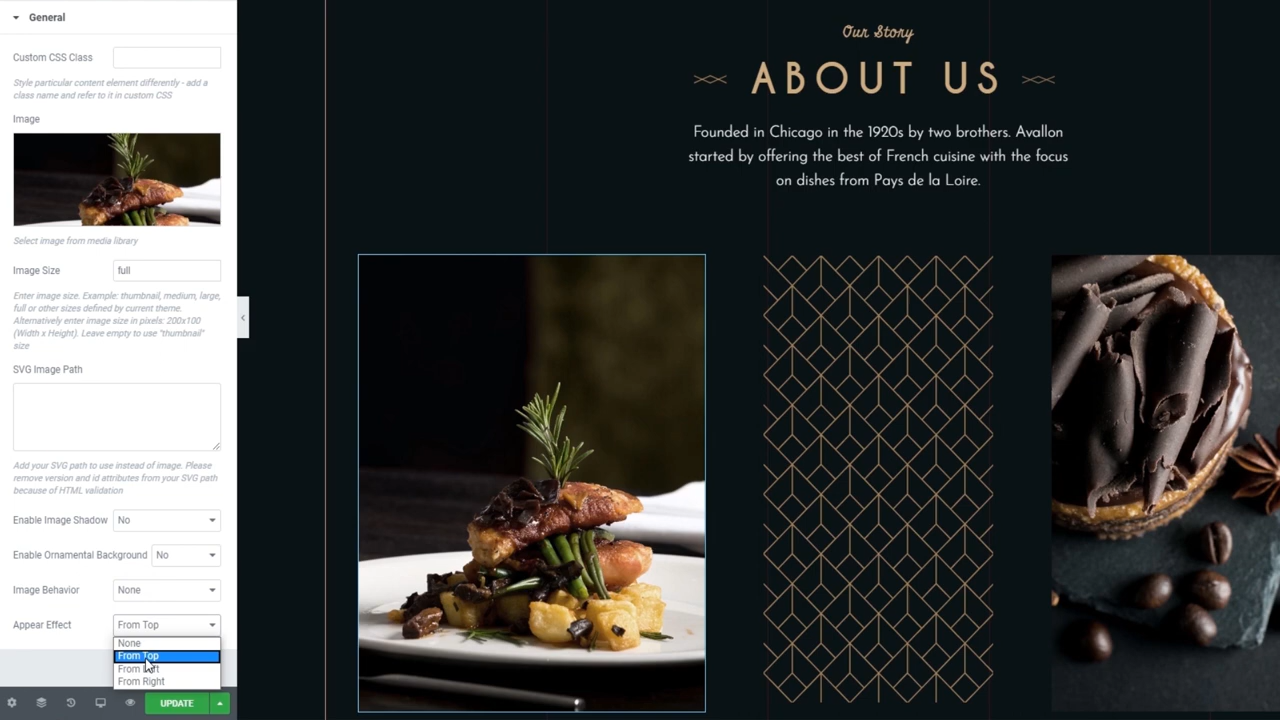 General
Custom CSS Class
Style particular content element differently - add a
class name and refer to it in custom CSS
Image
Select image from media library
Image Size
full
Enter image size. Example: thumbnail, medium, large,
full or other sizes defined by current theme.
Alternatively enter image size in pixels: 200x100
(Width x Height). Leave empty to use "thumbnail"
size
SVG Image Path
Add your SVG path to use instead of image. Please
remove version and id attributes from your SVG path
because of HTML validation
Enable Image Shadow
No
Enable Ornamental Background
No
Image Behavior
None
Appear Effect
From Top
None
From Top
From Left
From Right
UPDATE
Our Story
ABOUT US
Founded in Chicago in the 1920s by two brothers. Avallon
started by offering the best of French cuisine with the focus
on dishes from Pays de la Loire.